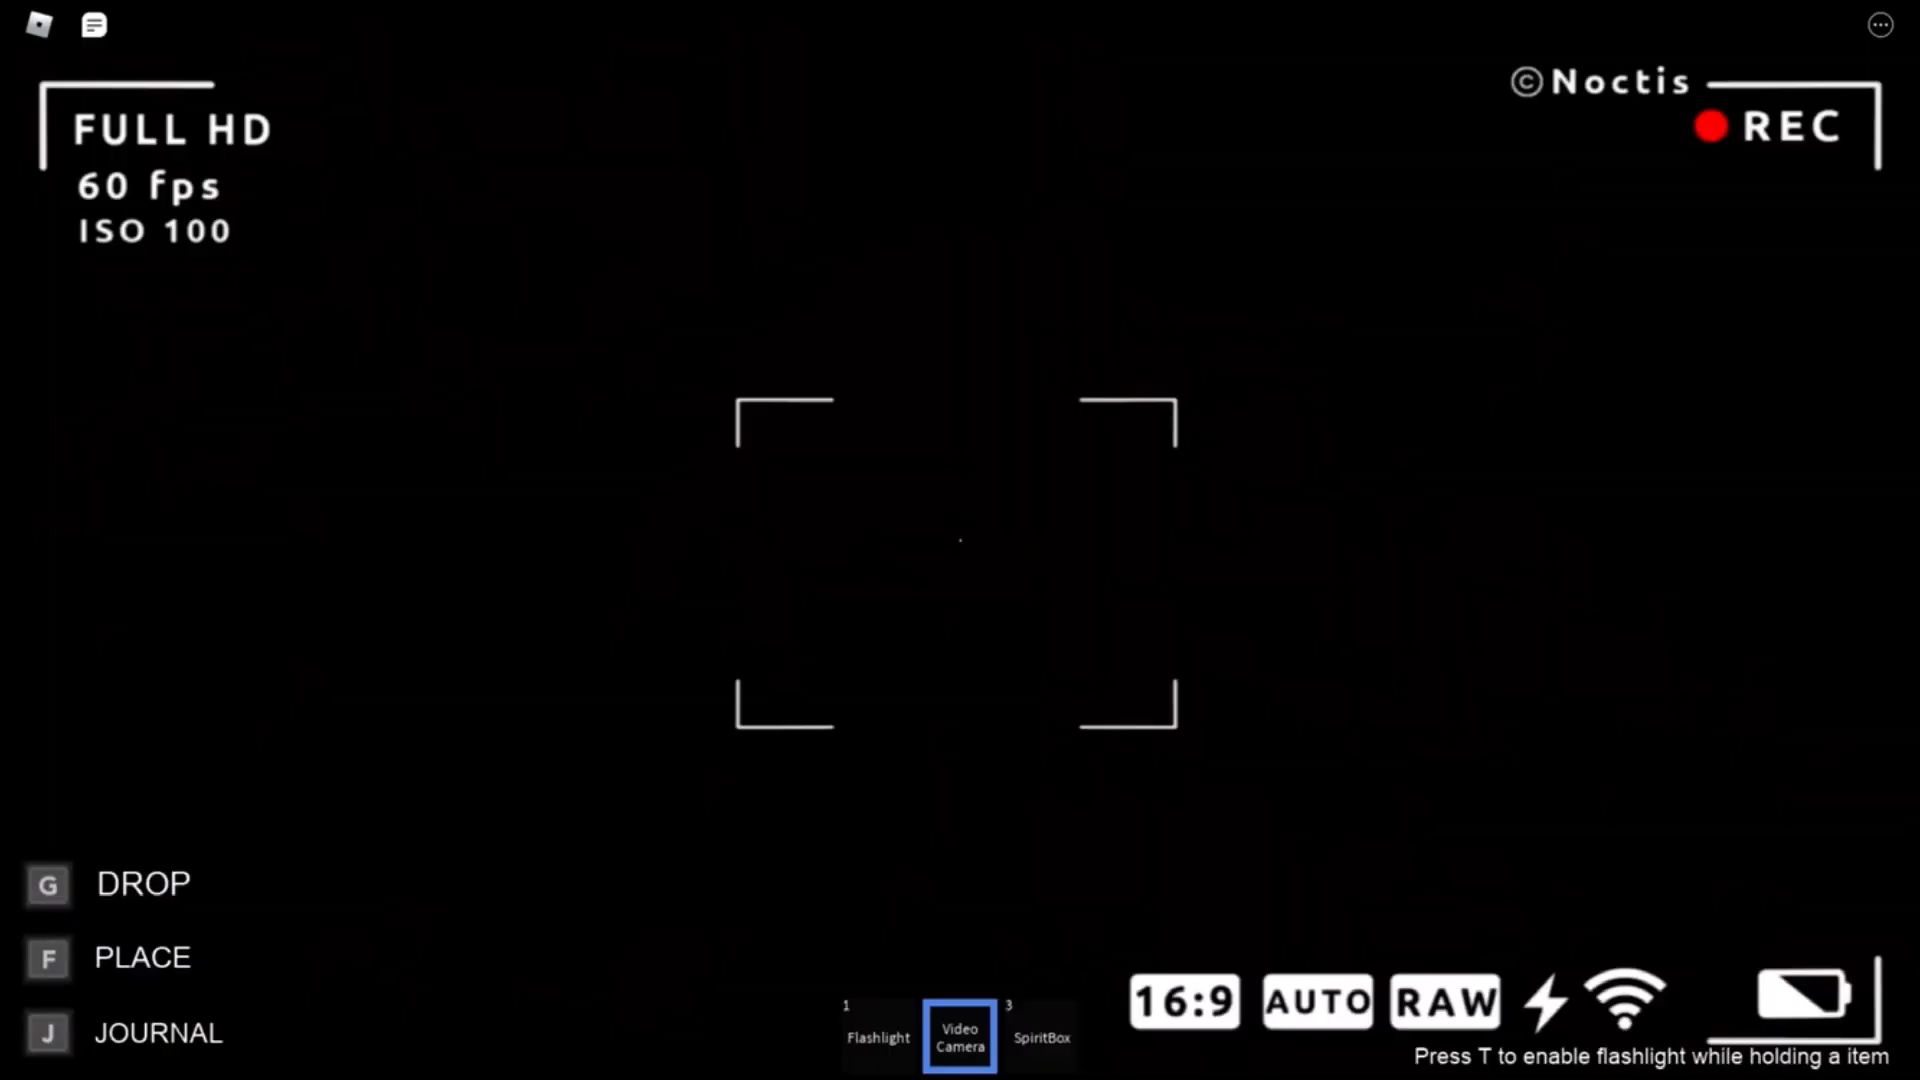 ©Noctis
FULL HD
REC
60 fps
ISO 100
G DROP
F PLACE
J JOURNAL
1
Flashlight
Video
Camera
3
SpiritBox
16:9 AUTO RAW
Press T to enable flashlight while holding a item